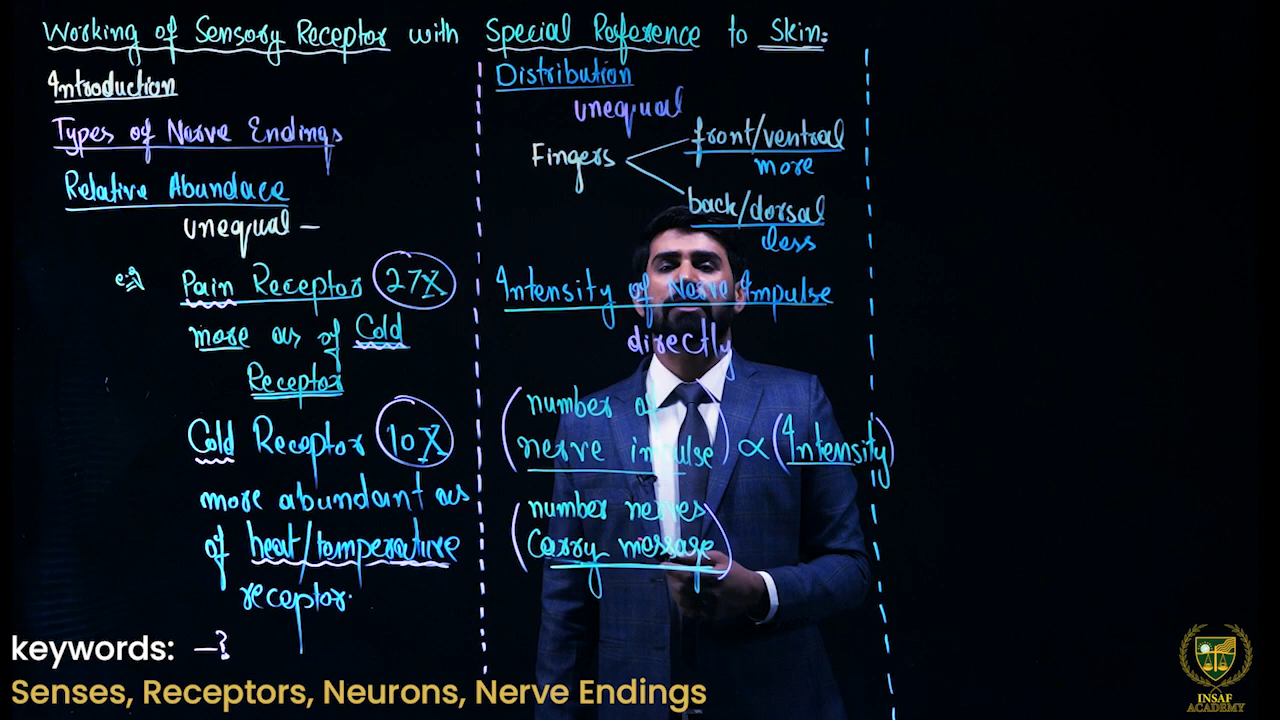 Working of Sensory Receptor with Special Reference to Skin:
Introduction
Types of Nerve Endings
Relative Abundace
unequal –
e.g
Pain Receptor 27X
more as of Cold
Receptor
Cold Receptor 10X
more abundant as
of heat/temperature
receptor.
Distribution
unequal
Fingers
front/ventral
more
back/dorsal
less
Intensity of Nerve Impulse
directly
(number of
nerve impulse) ∝ (Intensity)
(number nerves
Carry message)
keywords:
Senses, Receptors, Neurons, Nerve Endings
INSAF
ACADEMY